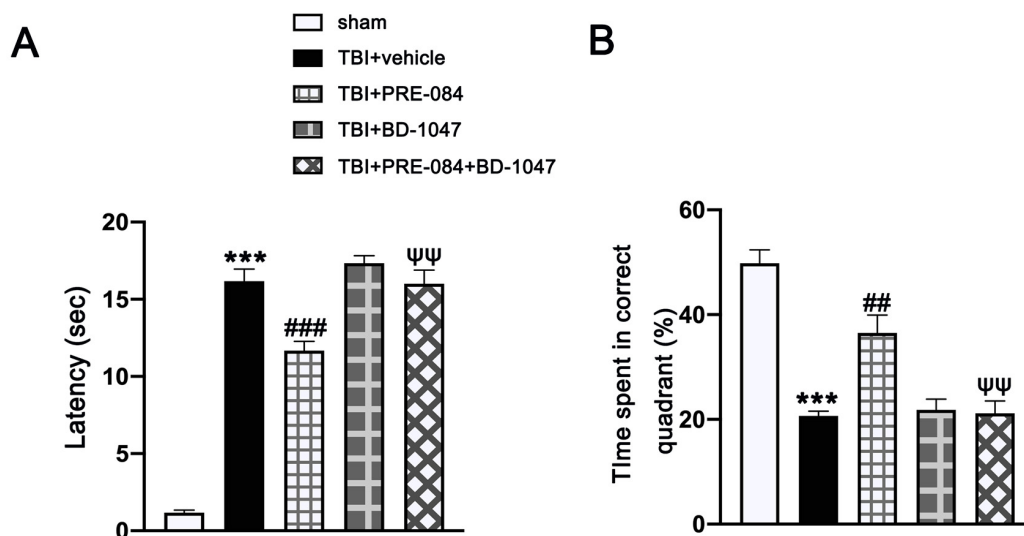 A
sham
TBI+vehicle
TBI+PRE-084
TBI+BD-1047
TBI+PRE-084+BD-1047
B
Latency (sec)
20
15
10
5
0
***
###
ψψ
TIme spent in correct
quadrant (%)
60
40
20
0
***
##
ψψ